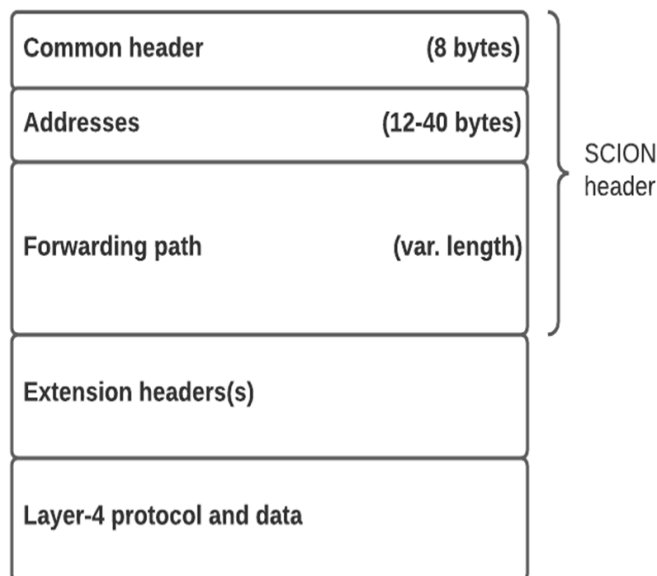 Common header (8 bytes)
Addresses (12-40 bytes)
SCION
header
Forwarding path (var. length)
Extension headers(s)
Layer-4 protocol and data